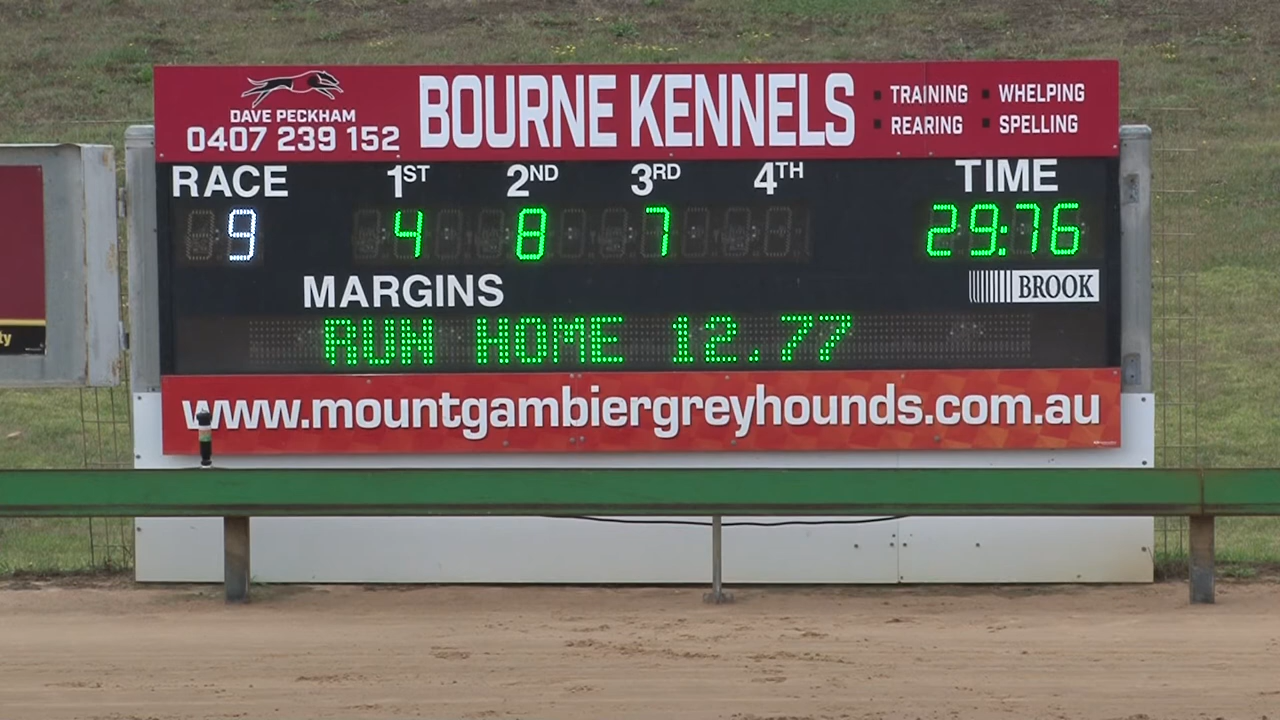 DAVE PECKHAM
0407 239 152
BOURNE KENNELS
TRAINING WHELPING
REARING SPELLING
RACE 1ST 2ND 3RD 4TH TIME
9 4 8 7 29:76
MARGINS
BROOK
RUN HOME 12.77
ty
www.mountgambiergreyhounds.com.au